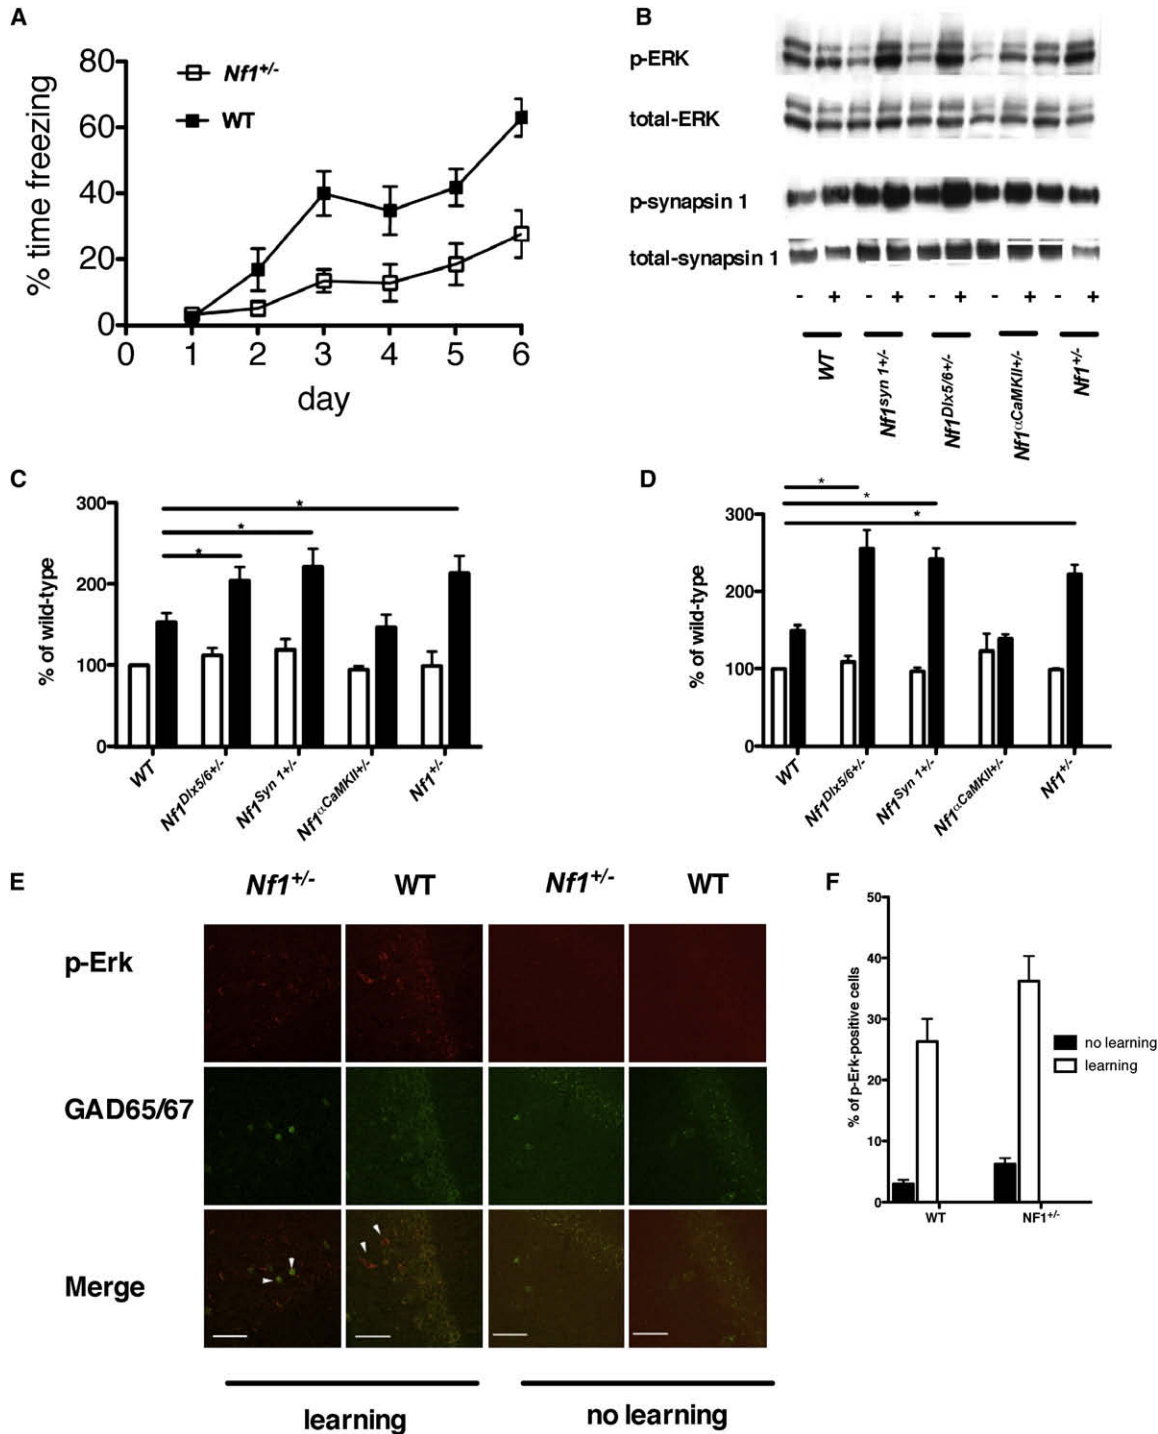 A
% time freezing
80
60
40
20
0
Nf1+/-
WT
0 1 2 3 4 5 6
day
B
p-ERK
total-ERK
p-synapsin 1
total-synapsin 1
- + - + - + - + - +
WT
Nf1syn 1+/-
Nf1Dlx5/6+/-
Nf1αCaMKII+/-
Nf1+/-
C
% of wild-type
300
200
100
0
*
*
*
WT
Nf1Dlx5/6+/-
Nf1Syn 1+/-
Nf1αCaMKII+/-
Nf1+/-
D
% of wild-type
300
200
100
0
*
*
*
WT
Nf1Dlx5/6+/-
Nf1Syn 1+/-
Nf1αCaMKII+/-
Nf1+/-
E
Nf1+/- WT Nf1+/- WT
p-Erk
GAD65/67
Merge
learning no learning
F
% of p-Erk-positive cells
50
40
30
20
10
0
no learning
learning
WT NF1+/-